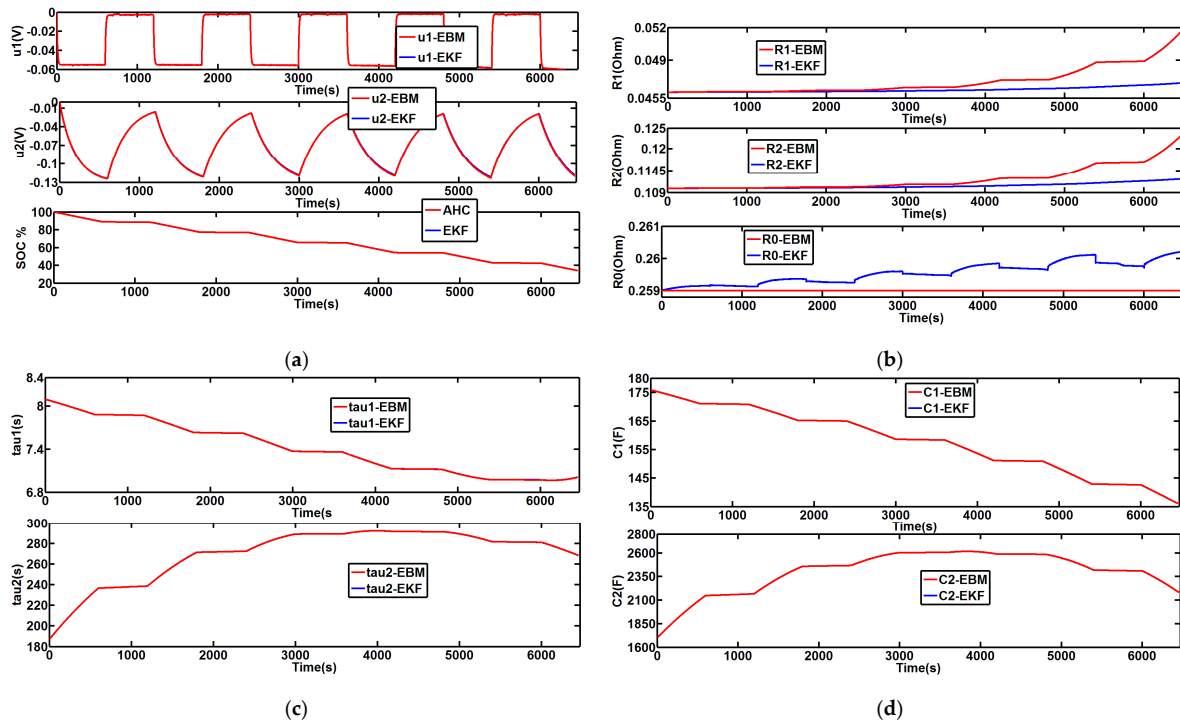 0
-0.02
-0.04
-0.06
u1(V)
u1-EBM
u1-EKF
0 1000 2000 3000 4000 5000 6000
Time(s)
-0.01
-0.04
-0.07
-0.1
-0.13
u2(V)
u2-EBM
u2-EKF
0 1000 2000 3000 4000 5000 6000
Time(s)
100
80
60
40
20
SOC %
AHC
EKF
0 1000 2000 3000 4000 5000 6000
Time(s)
(a)
0.052
0.049
0.0455
R1(Ohm)
R1-EBM
R1-EKF
0 1000 2000 3000 4000 5000 6000
Time(s)
0.125
0.12
0.1145
0.109
R2(Ohm)
R2-EBM
R2-EKF
0 1000 2000 3000 4000 5000 6000
Time(s)
0.261
0.26
0.259
R0(Ohm)
R0-EBM
R0-EKF
0 1000 2000 3000 4000 5000 6000
Time(s)
(b)
8.4
8
7.4
6.8
tau1(s)
tau1-EBM
tau1-EKF
0 1000 2000 3000 4000 5000 6000
Time(s)
300
280
260
240
220
200
180
tau2(s)
tau2-EBM
tau2-EKF
0 1000 2000 3000 4000 5000 6000
Time(s)
(c)
180
175
165
155
145
135
C1(F)
C1-EBM
C1-EKF
0 1000 2000 3000 4000 5000 6000
Time(s)
2800
2600
2400
2100
1850
1600
C2(F)
C2-EBM
C2-EKF
0 1000 2000 3000 4000 5000 6000
Time(s)
(d)